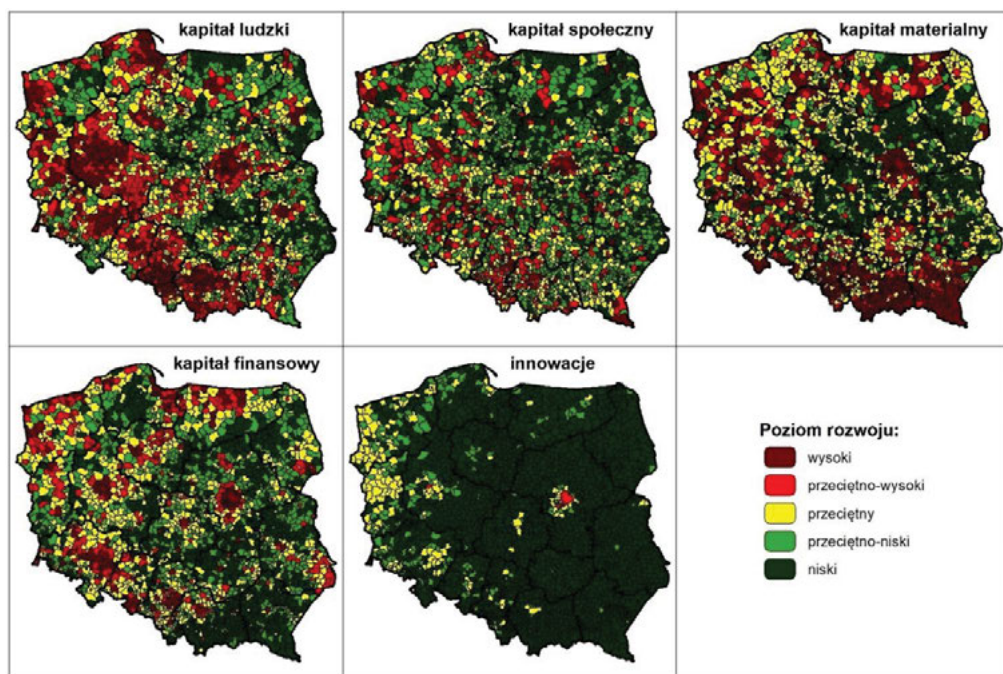 kapitał ludzki
kapitał społeczny
kapitał materialny
kapitał finansowy
innowacje
Poziom rozwoju:
wysoki
przeciętno-wysoki
przeciętny
przeciętno-niski
niski